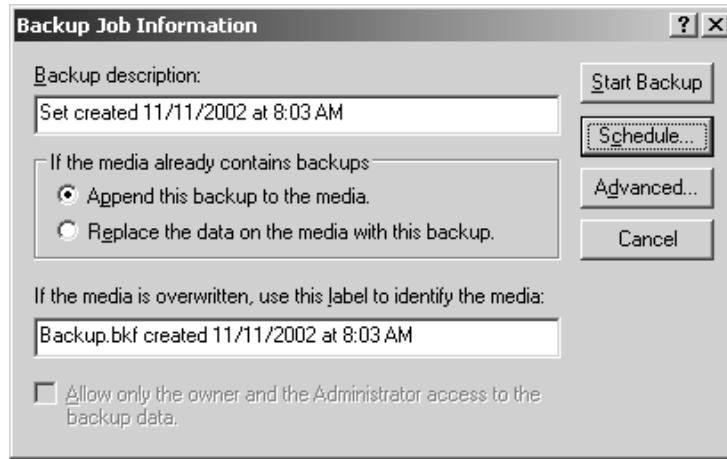 Backup Job Information
? X
Backup description:
Start Backup
Set created 11/11/2002 at 8:03 AM
Schedule...
If the media already contains backups
Append this backup to the media.
Advanced...
Replace the data on the media with this backup.
Cancel
If the media is overwritten, use this label to identify the media:
Backup.bkf created 11/11/2002 at 8:03 AM
Allow only the owner and the Administrator access to the
backup data.